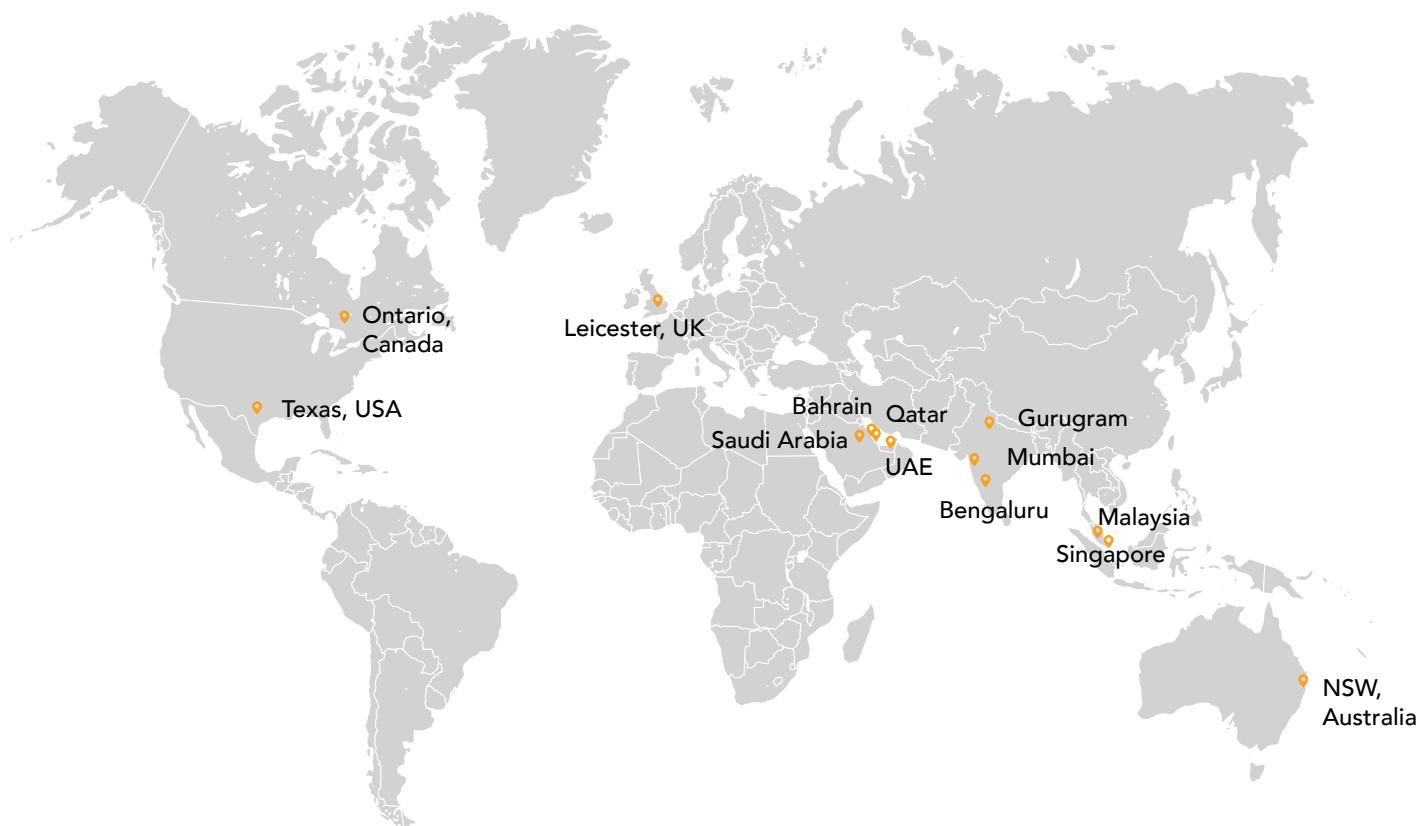 Ontario,
Canada
Leicester, UK
Texas, USA
Bahrain
Qatar
Saudi Arabia
UAE
Gurugram
Mumbai
Bengaluru
Malaysia
Singapore
NSW,
Australia